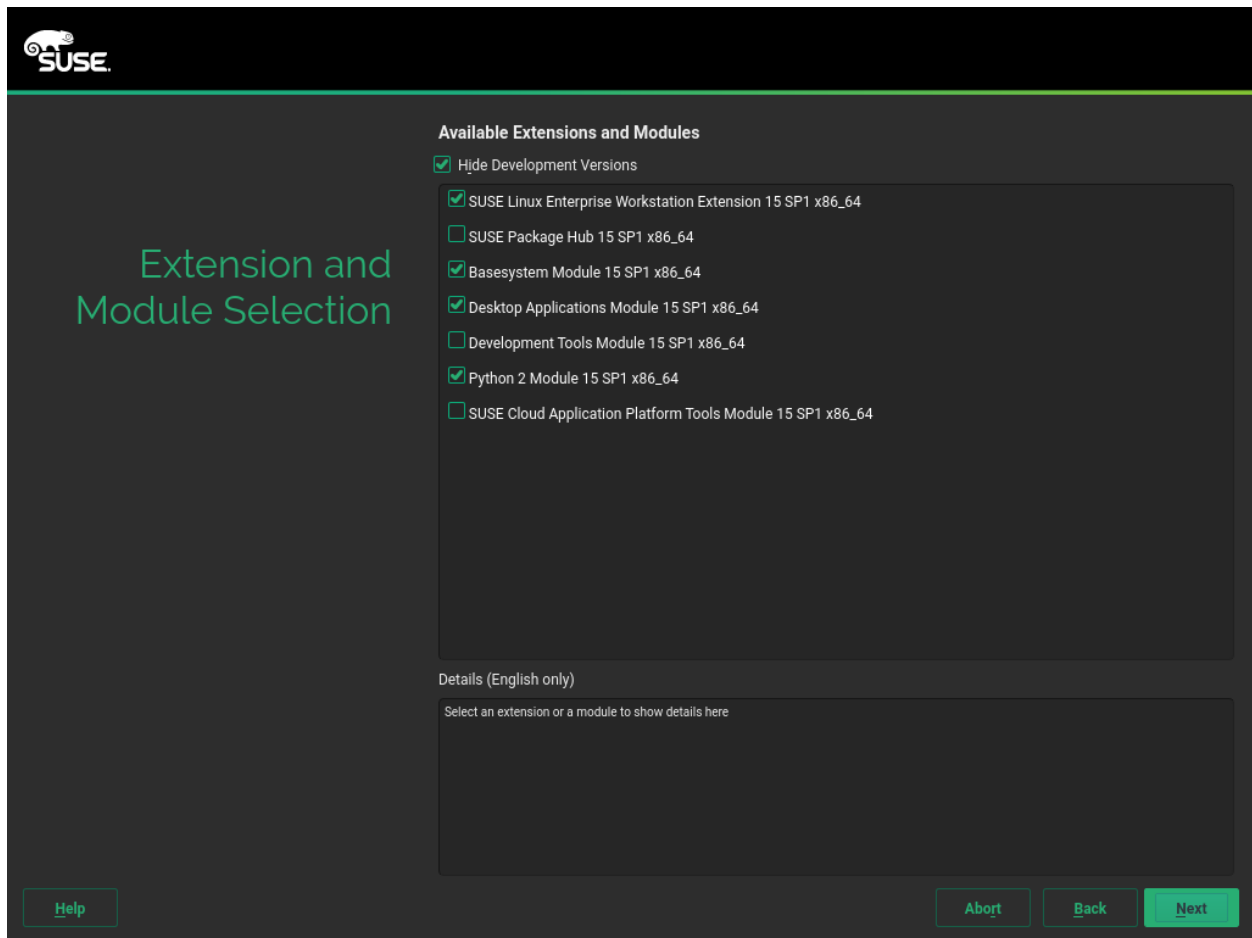 SUSE.
Extension and
Module Selection
Available Extensions and Modules
Hide Development Versions
SUSE Linux Enterprise Workstation Extension 15 SP1 x86_64
SUSE Package Hub 15 SP1 x86_64
Basesystem Module 15 SP1 x86_64
Desktop Applications Module 15 SP1 x86_64
Development Tools Module 15 SP1 x86_64
Python 2 Module 15 SP1 x86_64
SUSE Cloud Application Platform Tools Module 15 SP1 x86_64
Details (English only)
Select an extension or a module to show details here
Help
Abort
Back
Next